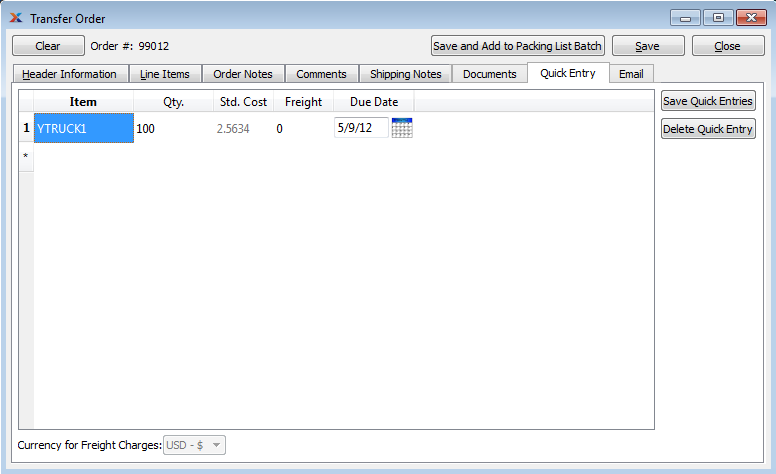 Transfer Order
Clear Order #: 99012 Save and Add to Packing List Batch Save Close
Header Information Line Items Order Notes Comments Shipping Notes Documents Quick Entry Email
Item Qty. Std. Cost Freight Due Date Save Quick Entries
1 YTRUCK1 100 2.5634 0 5/9/12 Delete Quick Entry
*
Currency for Freight Charges: USD - $